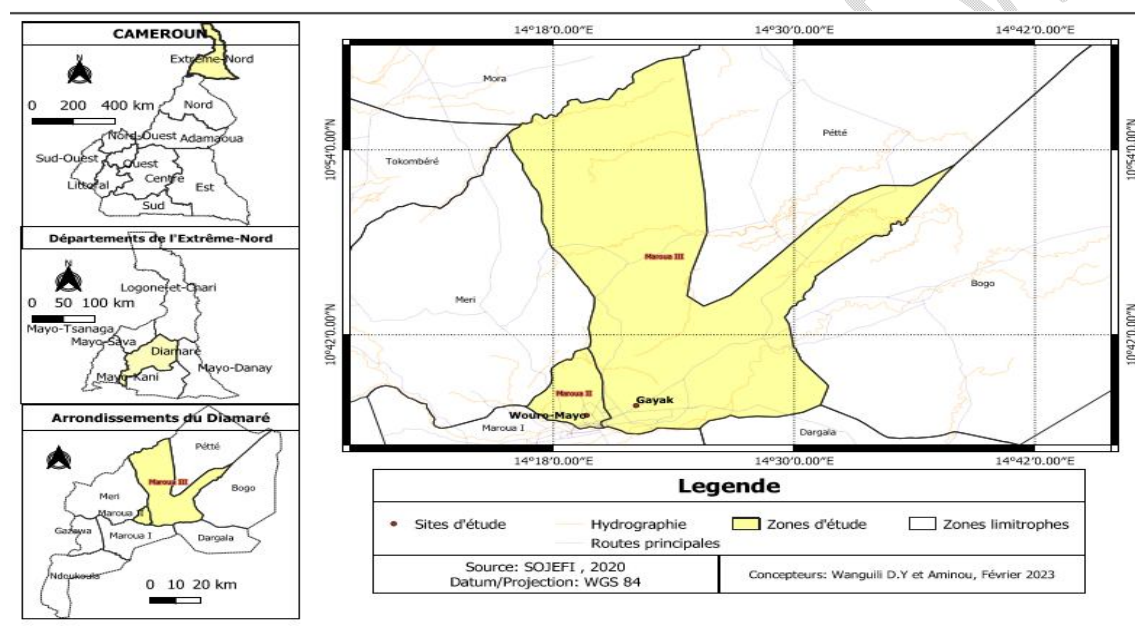 CAMEROUN
Extrême-Nord
N
0 200 400 km
Nord
Nord-Ouest
Adamaoua
Sud-Ouest
Ouest
Centre
Littoral
Est
Sud
Départements de l'Extrême-Nord
N
Logone-et-Chari
0 50 100 km
Mayo-Tsanaga
Mayo-Sava
Diamaré
Mayo-Danay
Mayo-Kani
Arrondissements du Diamaré
N
Pétté
Maroua III
Meri
Bogo
Maroua II
Gazawa
Maroua I
Dargala
Ndoukoula
0 10 20 km
14°18'0.00"E
14°30'0.00"E
14°42'0.00"E
Mora
Pétté
10°54'0.00"N
10°54'0.00"N
Tokombéré
Maroua III
Meri
Bogo
10°42'0.00"N
10°42'0.00"N
Maroua II
Gayak
Wouro-Mayo
Maroua I
Dargala
14°18'0.00"E
14°30'0.00"E
14°42'0.00"E
Legende
Sites d'étude
Hydrographie
Zones d'étude
Zones limitrophes
Routes principales
Source: SOJEFI , 2020
Datum/Projection: WGS 84
Concepteurs: Wanguili D.Y et Aminou, Février 2023